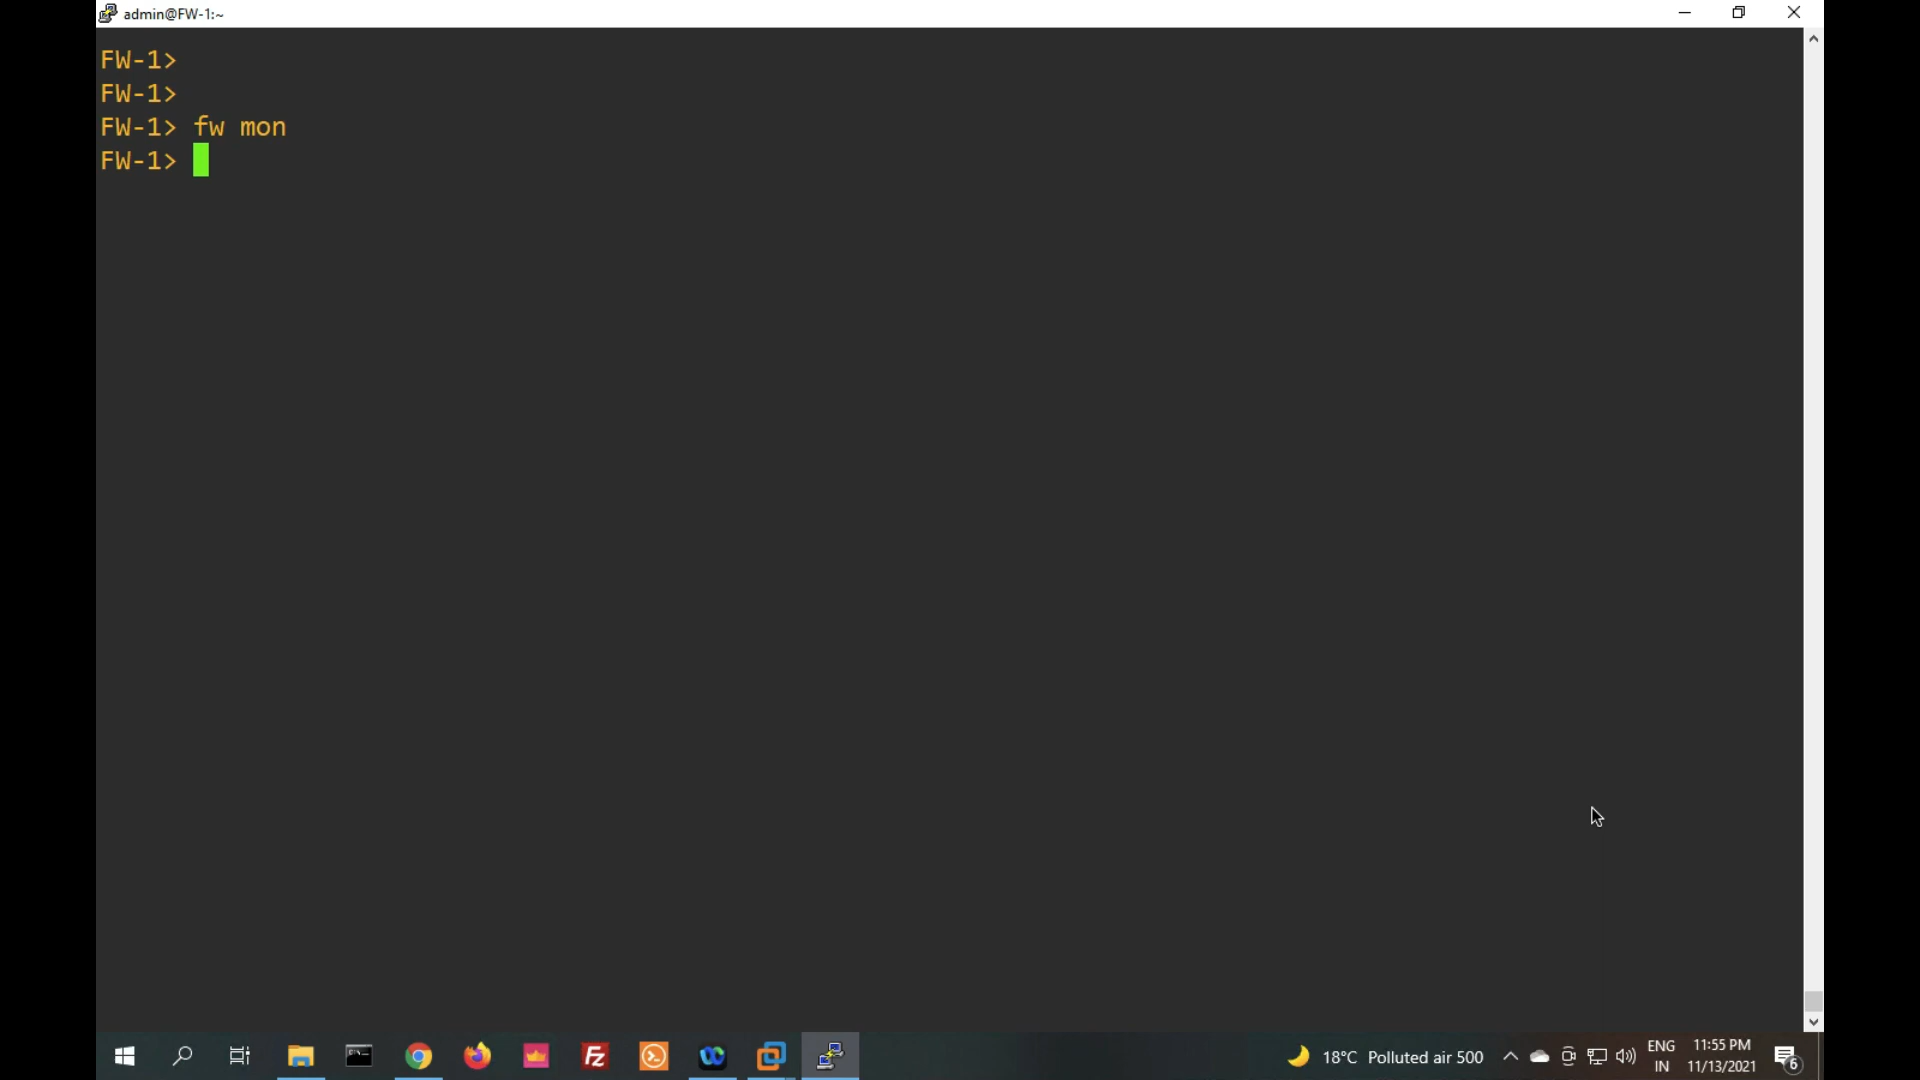 admin@FW-1:~
FW-1>
FW-1>
FW-1> fw mon
FW-1>
18°C Polluted air 500
ENG
IN
11:55 PM
11/13/2021
6